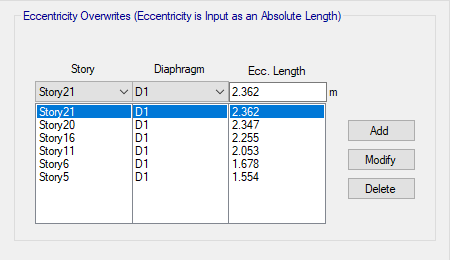 Eccentricity Overwrites (Eccentricity is Input as an Absolute Length)
Story Diaphragm Ecc. Length
Story21 D1 2.362 m
Story21 D1 2.362
Story20 D1 2.347
Story16 D1 2.255
Story11 D1 2.053
Story6 D1 1.678
Story5 D1 1.554
Add
Modify
Delete